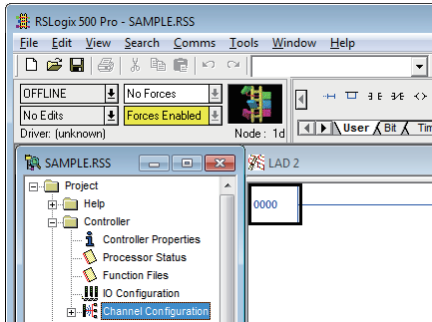 RSLogix 500 Pro - SAMPLE.RSS
File Edit View Search Comms Tools Window Help
OFFLINE No Forces
No Edits Forces Enabled
Driver: (unknown) Node: 1d
User Bit Tim
SAMPLE.RSS
LAD 2
Project
Help
Controller
Controller Properties
Processor Status
Function Files
IO Configuration
Channel Configuration
0000